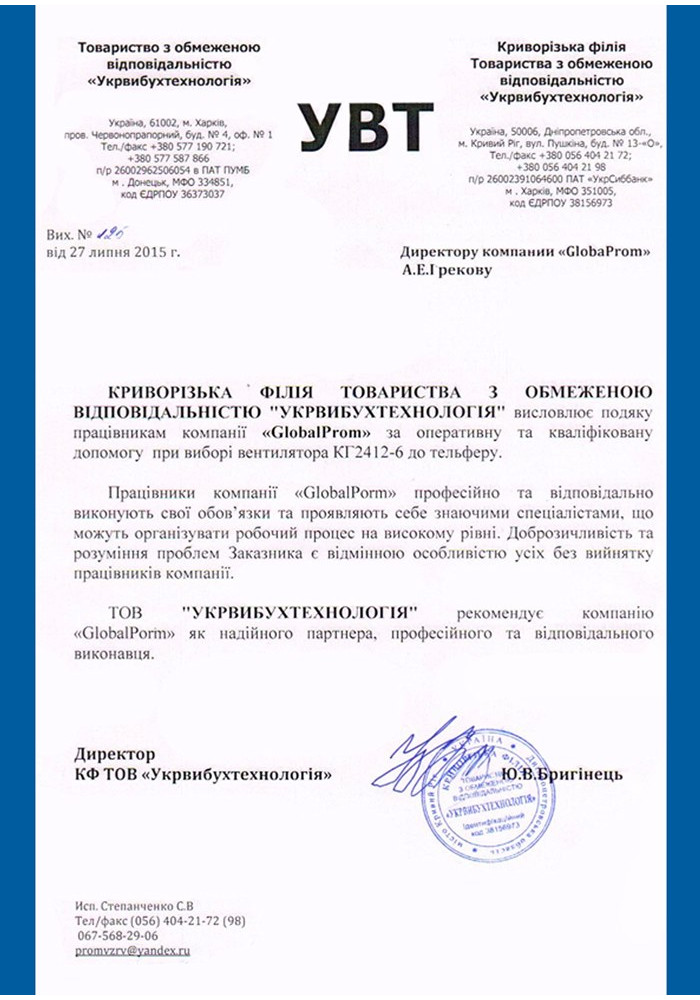 Товариство з обмеженою
відповідальністю
«Укрвибухтехнологія»
Україна, 61002, м. Харків,
пров. Червонопрапорний, буд. № 4, оф. № 1
Тел./факс +380 577 190 721;
+380 577 587 866
п/р 26002962506054 в ПАТ ПУМБ
м . Донецьк, МФО 334851,
код ЄДРПОУ 36373037
УВТ
Криворізька філія
Товариства з обмеженою
відповідальністю
«Укрвибухтехнологія»
Україна, 50006, Дніпропетровська обл.,
м. Кривий Ріг, вул. Пушкіна, буд. № 13-«О»,
Тел./факс +380 056 404 21 72;
+380 056 404 21 98
п/р 26002391064600 ПАТ «УкрСиббанк»
м . Харків, МФО 351005,
код ЄДРПОУ 38156973
Вих. № 125
від 27 липня 2015 г.
Директору компании «GlobaProm»
А.Е.Грекову
КРИВОРІЗЬКА ФІЛІЯ ТОВАРИСТВА З ОБМЕЖЕНОЮ
ВІДПОВІДАЛЬНІСТЮ "УКРВИБУХТЕХНОЛОГІЯ" висловлює подяку
працівникам компанії «GlobalProm» за оперативну та кваліфіковану
допомогу при виборі вентилятора КГ2412-6 до тельферу.
Працівники компанії «GlobalPorm» професійно та відповідально
виконують свої обов’язки та проявляють себе знаючими спеціалістами, що
можуть організувати робочий процес на високому рівні. Доброзичливість та
розуміння проблем Заказника є відмінною особливістю усіх без вийнятку
працівників компанії.
ТОВ "УКРВИБУХТЕХНОЛОГІЯ" рекомендує компанію
«GlobalPorm» як надійного партнера, професійного та відповідального
виконавця.
Директор
КФ ТОВ «Укрвибухтехнологія»
Ю.В.Бригінець
УКРАЇНА
Дніпропетровська область
місто Кривий Ріг
КРИВОРІЗЬКА ФІЛІЯ
ТОВАРИСТВО
З ОБМЕЖЕНОЮ
ВІДПОВІДАЛЬНІСТЮ
«УКРВИБУХТЕХНОЛОГІЯ»
Ідентифікаційний
код 38156973
Исп. Степанченко С.В
Тел/факс (056) 404-21-72 (98)
067-568-29-06
promvzrv@yandex.ru